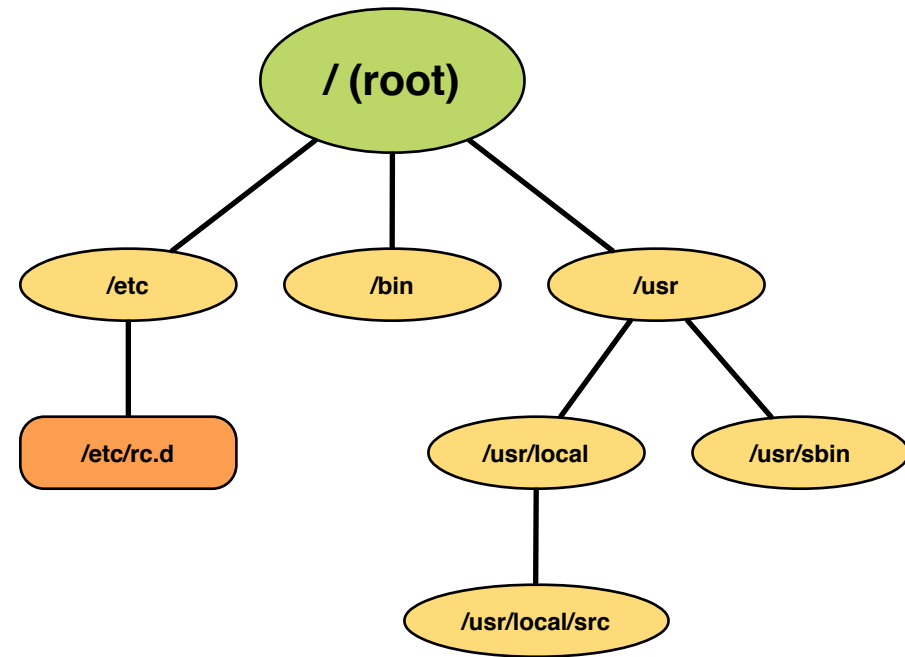 / (root)
/etc
/bin
/usr
/etc/rc.d
/usr/local
/usr/sbin
/usr/local/src